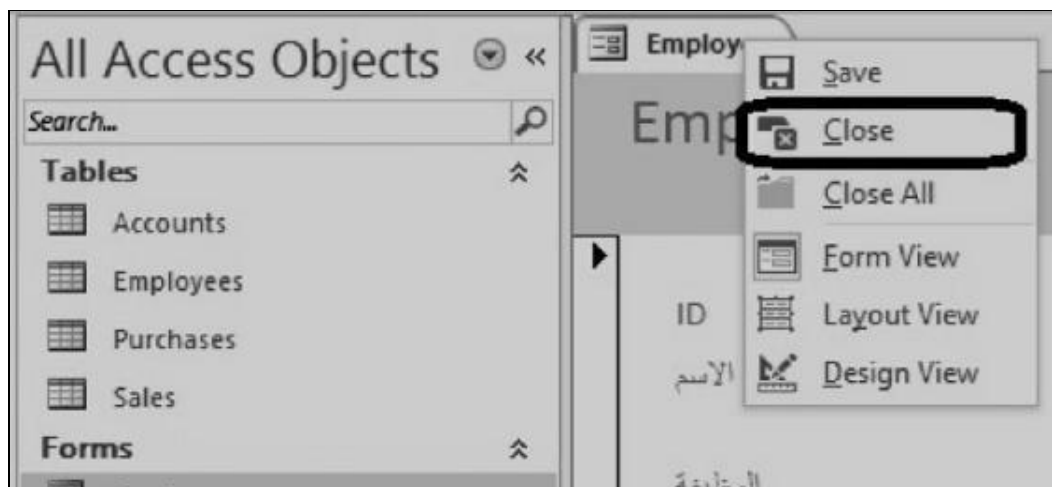 All Access Objects
Search...
Tables
Accounts
Employees
Purchases
Sales
Forms
Employ
Emp
ID
الاسم
الوظيفة
Save
Close
Close All
Form View
Layout View
Design View